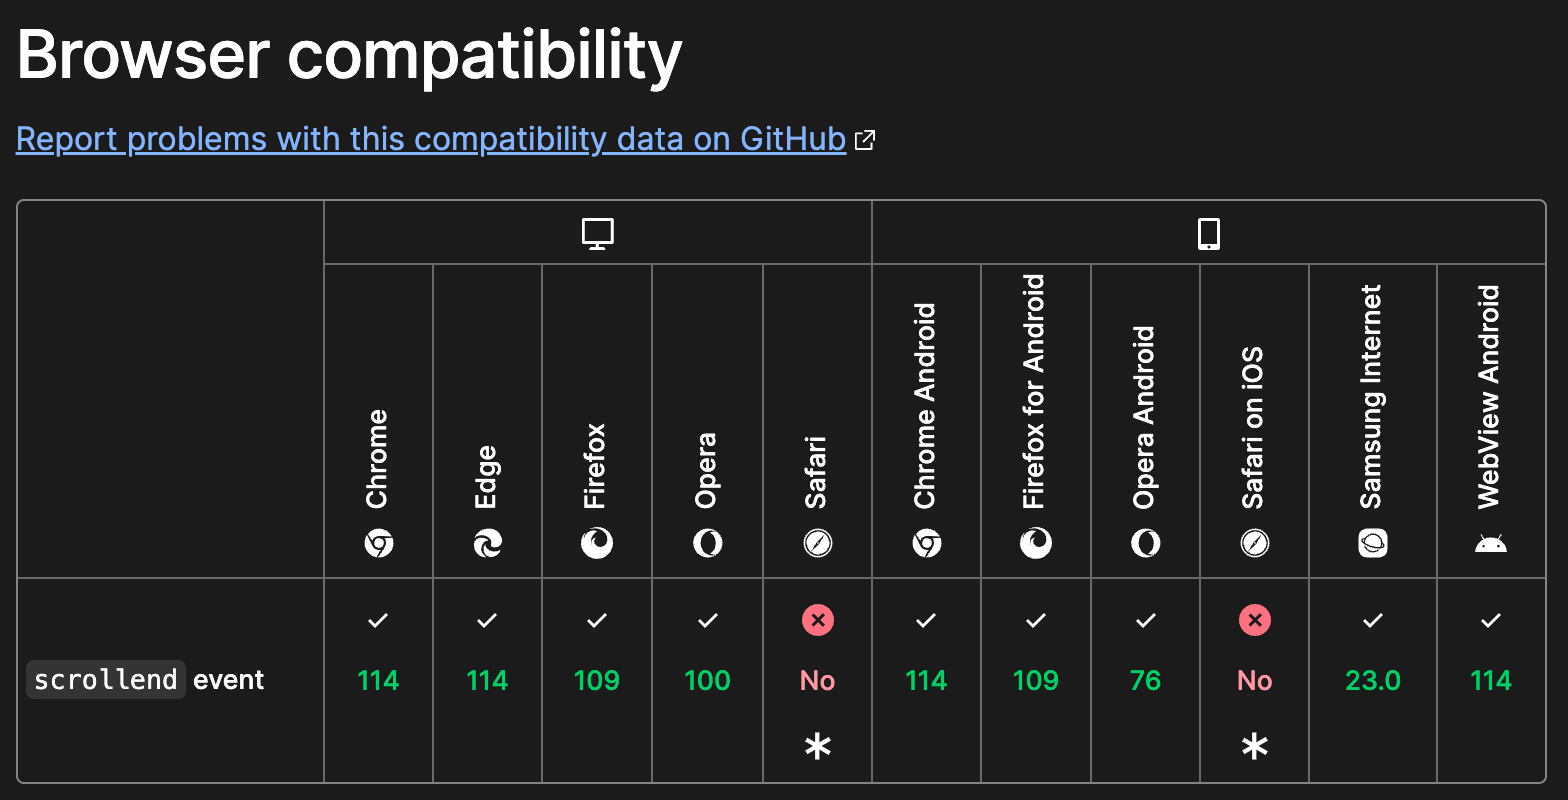 Browser compatibility
Report problems with this compatibility data on GitHub
Chrome
Edge
Firefox
Opera
Safari
Chrome Android
Firefox for Android
Opera Android
Safari on iOS
Samsung Internet
WebView Android
scrollend event
114
114
109
100
No
*
114
109
76
No
*
23.0
114